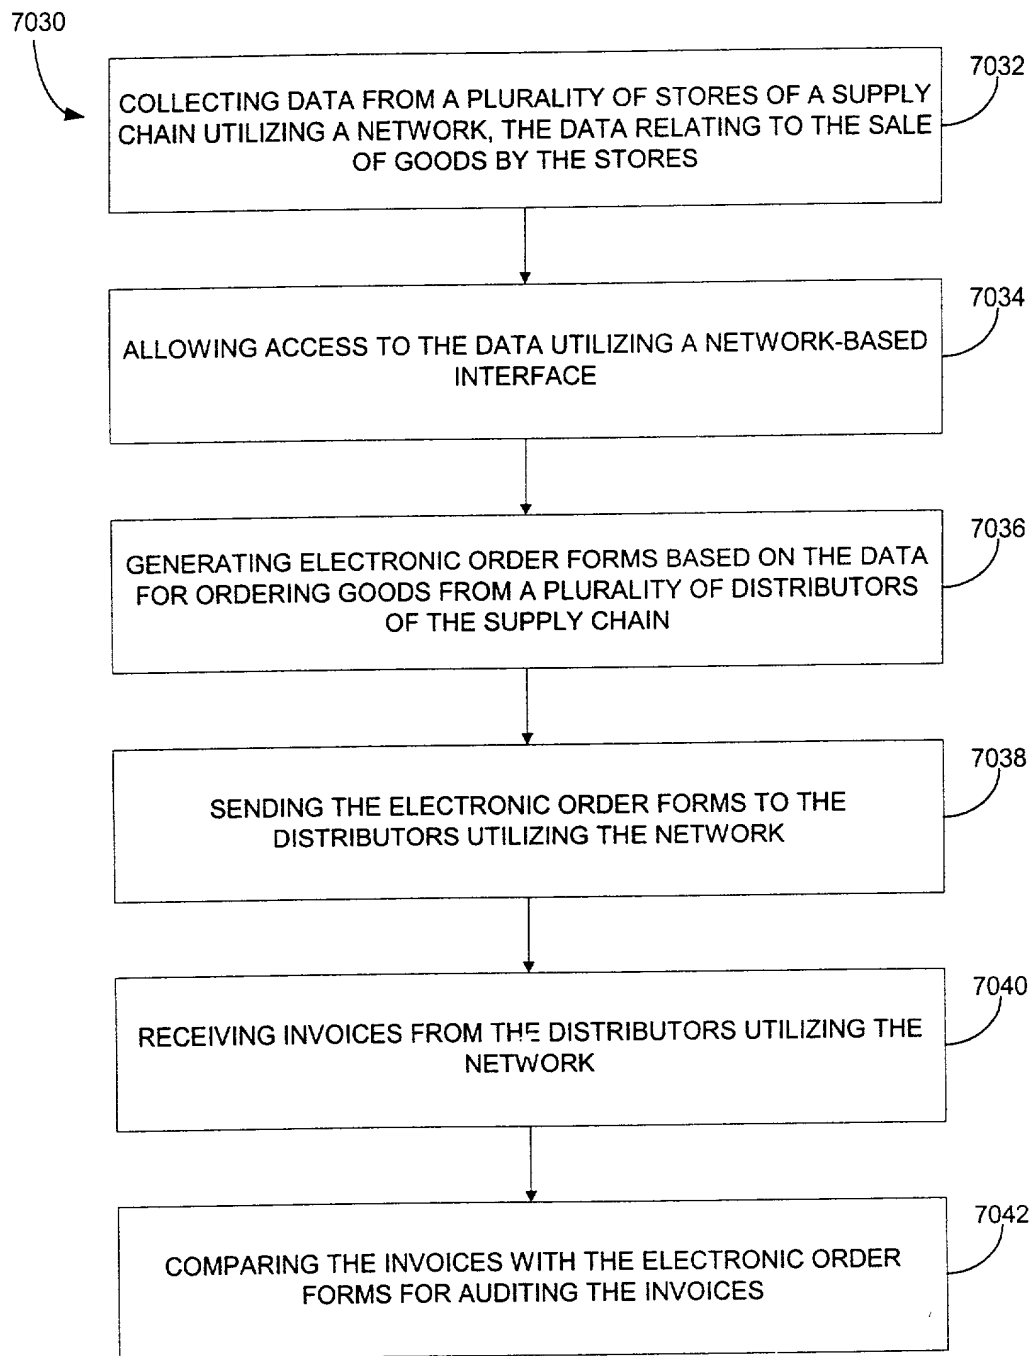 7030
7032
COLLECTING DATA FROM A PLURALITY OF STORES OF A SUPPLY
CHAIN UTILIZING A NETWORK, THE DATA RELATING TO THE SALE
OF GOODS BY THE STORES
7034
ALLOWING ACCESS TO THE DATA UTILIZING A NETWORK-BASED
INTERFACE
7036
GENERATING ELECTRONIC ORDER FORMS BASED ON THE DATA
FOR ORDERING GOODS FROM A PLURALITY OF DISTRIBUTORS
OF THE SUPPLY CHAIN
7038
SENDING THE ELECTRONIC ORDER FORMS TO THE
DISTRIBUTORS UTILIZING THE NETWORK
7040
RECEIVING INVOICES FROM THE DISTRIBUTORS UTILIZING THE
NETWORK
7042
COMPARING THE INVOICES WITH THE ELECTRONIC ORDER
FORMS FOR AUDITING THE INVOICES